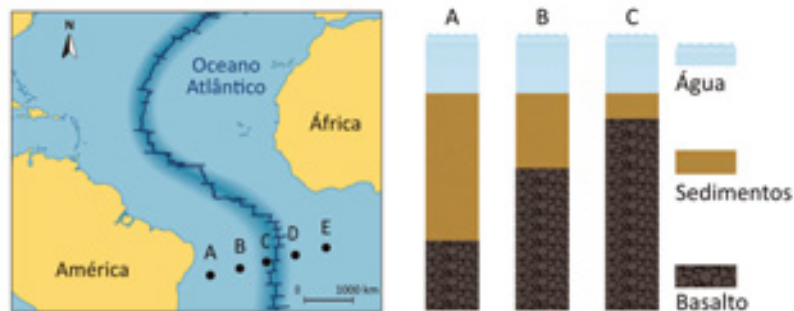 N
Oceano
Atlântico
África
América
A
B
C
D
E
0
1000 km
A
B
C
Água
Sedimentos
Basalto